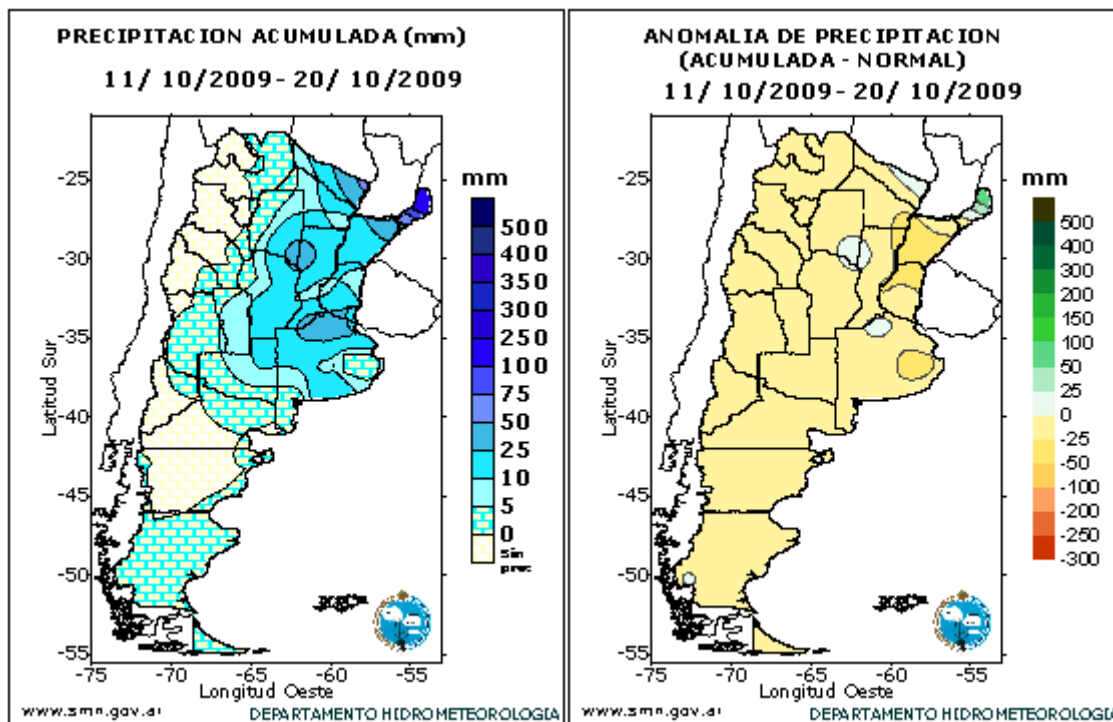 PRECIPITACION ACUMULADA (mm)
11/ 10/2009- 20/ 10/2009
-25
-30
-35
-40
-45
-50
-55
Latitud Sur
-75
-70
-65
-60
-55
Longitud Oeste
mm
500
400
350
300
250
100
75
50
25
10
5
0
Sin
prec
www.smn.gov.ar
DEPARTAMENTO HIDROMETEOROLOGIA
ANOMALIA DE PRECIPITACION
(ACUMULADA - NORMAL)
11/ 10/2009- 20/ 10/2009
-25
-30
-35
-40
-45
-50
-55
Latitud Sur
-75
-70
-65
-60
-55
Longitud Oeste
mm
500
400
300
200
100
50
25
0
-25
-50
-100
-200
-250
-300
www.smn.gov.ar
DEPARTAMENTO HIDROMETEOROLOGIA